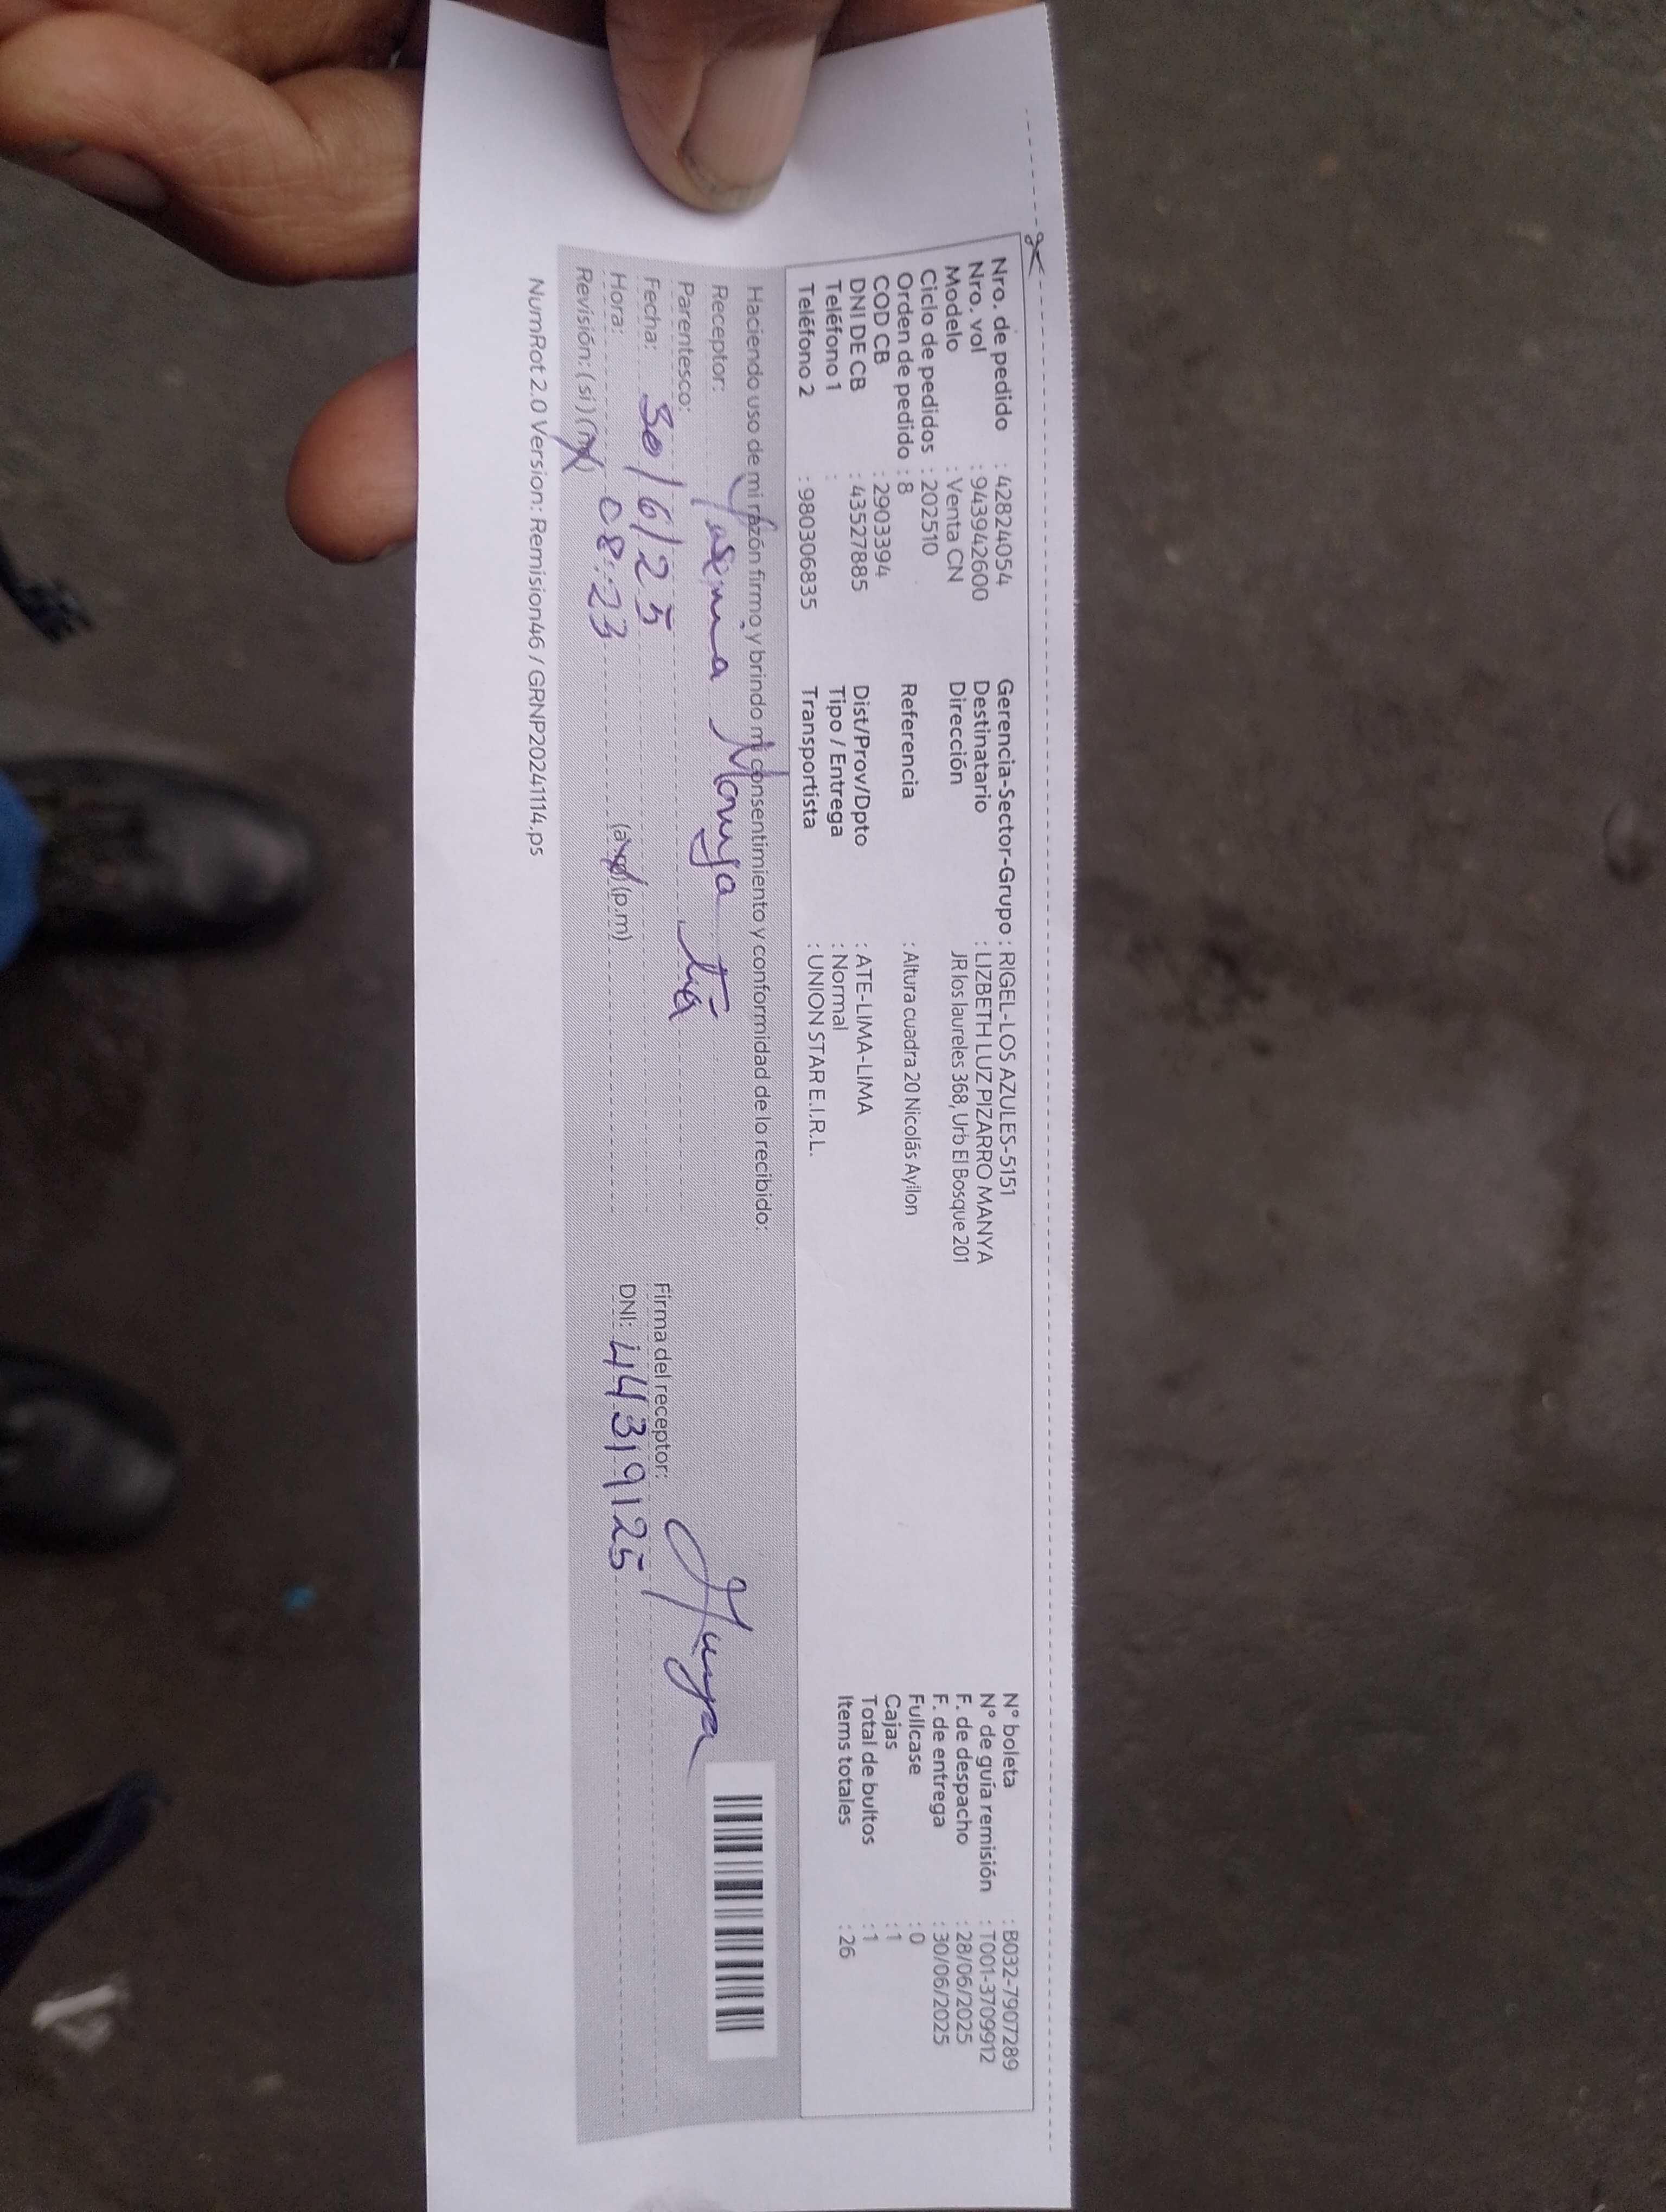 Nro. de pedido : 42824054
Nro. vol : 943942600
Modelo : Venta CN
Ciclo de pedidos : 202510
Orden de pedido : 8
COD CB : 2903394
DNI DE CB : 43527885
Teléfono 1 :
Teléfono 2 : 980306835
Gerencia-Sector-Grupo : RIGEL-LOS AZULES-5151
Destinatario : LIZBETH LUZ PIZARRO MANYA
Dirección JR los laureles 368, Urb El Bosque 201
Referencia : Altura cuadra 20 Nicolás Ayilon
Dist/Prov/Dpto : ATE-LIMA-LIMA
Tipo / Entrega : Normal
Transportista : UNION STAR E.I.R.L.
N° boleta : B032-7907289
N° de guía remisión : T001-3709912
F. de despacho : 28/06/2025
F. de entrega : 30/06/2025
Fullcase : 0
Cajas : 1
Total de bultos : 1
Items totales : 26
Haciendo uso de mi razón firmo y brindo mi consentimiento y conformidad de lo recibido:
Receptor: Manya
Parentesco: tía
Fecha: 30/6/25
Hora: 08:23 (a.m) (p.m)
Revisión: (si) (no)
Firma del receptor:
DNI: 44319125
NumRot 2.0 Version: Remision46 / GRNP20241114.ps